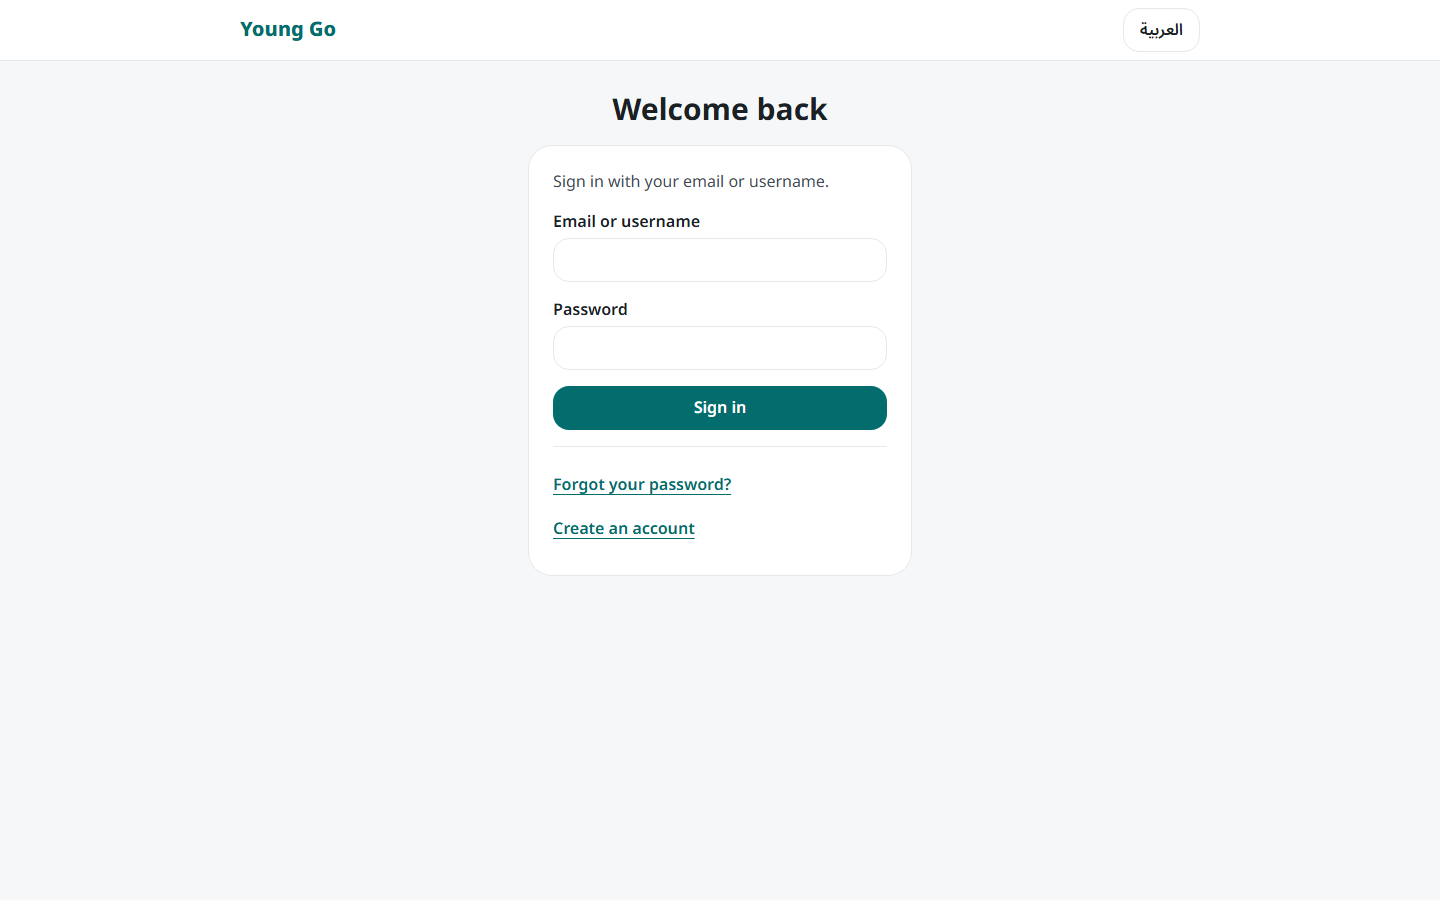 Young Go
العربية
Welcome back
Sign in with your email or username.
Email or username
Password
Sign in
Forgot your password?
Create an account